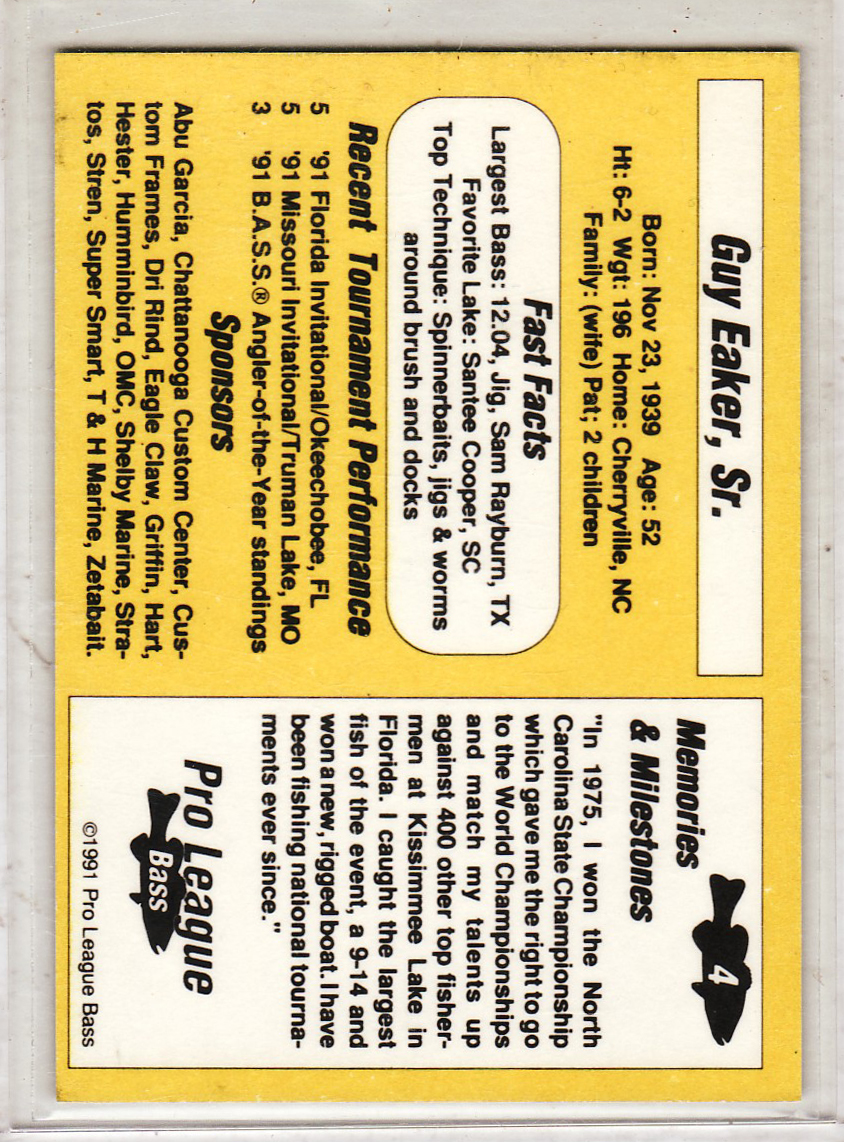 Guy Eaker, Sr.
Born: Nov 23, 1939 Age: 52
Ht: 6-2 Wgt: 196 Home: Cherryville, NC
Family: (wife) Pat; 2 children
Fast Facts
Largest Bass: 12.04, Jig, Sam Rayburn, TX
Favorite Lake: Santee Cooper, SC
Top Technique: Spinnerbaits, jigs & worms
around brush and docks
Recent Tournament Performance
5 '91 Florida Invitational/Okeechobee, FL
5 '91 Missouri Invitational/Truman Lake, MO
3 '91 B.A.S.S.® Angler-of-the-Year standings
Sponsors
Abu Garcia, Chattanooga Custom Center, Cus-
tom Frames, Dri Rind, Eagle Claw, Griffin, Hart,
Hester, Humminbird, OMC, Shelby Marine, Stra-
tos, Stren, Super Smart, T & H Marine, Zetabait.
Memories
& Milestones
4
"In 1975, I won the North
Carolina State Championship
which gave me the right to go
to the World Championships
and match my talents up
against 400 other top fisher-
men at Kissimmee Lake in
Florida. I caught the largest
fish of the event, a 9-14 and
won a new, rigged boat. I have
been fishing national tourna-
ments ever since."
Pro League
Bass
©1991 Pro League Bass